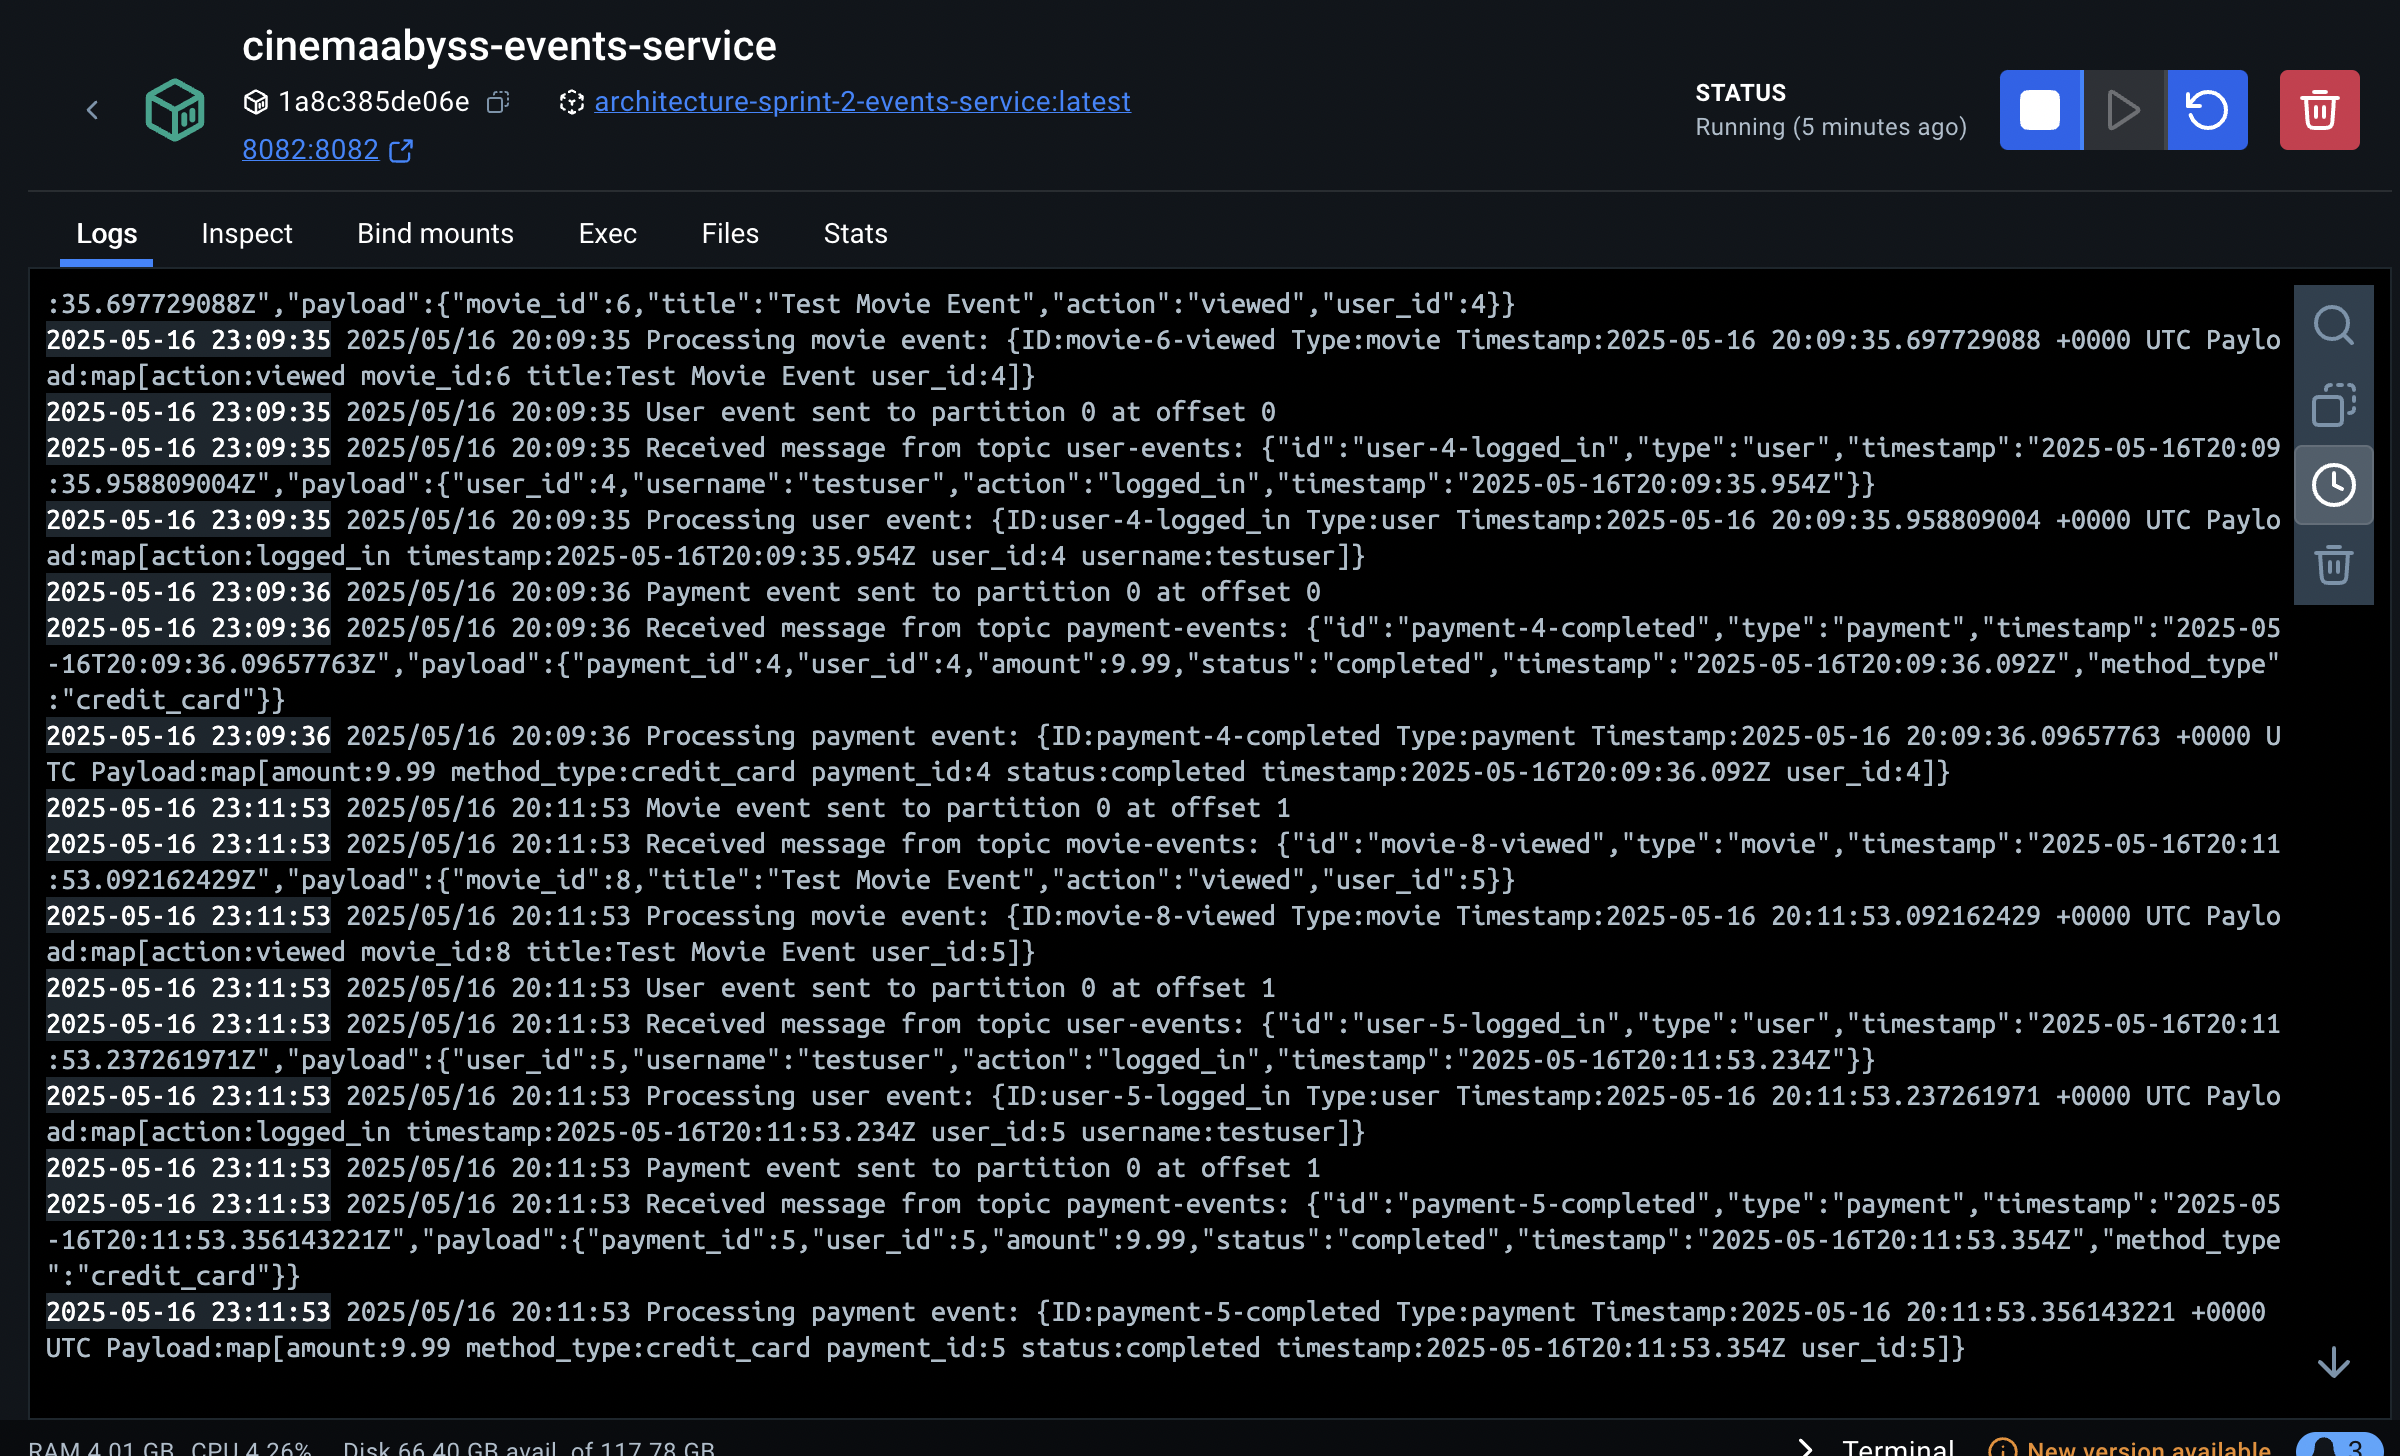 cinemaabyss-events-service
1a8c385de06e architecture-sprint-2-events-service:latest
8082:8082
STATUS
Running (5 minutes ago)
Logs Inspect Bind mounts Exec Files Stats
:35.697729088Z","payload":{"movie_id":6,"title":"Test Movie Event","action":"viewed","user_id":4}}
2025-05-16 23:09:35 2025/05/16 20:09:35 Processing movie event: {ID:movie-6-viewed Type:movie Timestamp:2025-05-16 20:09:35.697729088 +0000 UTC Paylo
ad:map[action:viewed movie_id:6 title:Test Movie Event user_id:4]}
2025-05-16 23:09:35 2025/05/16 20:09:35 User event sent to partition 0 at offset 0
2025-05-16 23:09:35 2025/05/16 20:09:35 Received message from topic user-events: {"id":"user-4-logged_in","type":"user","timestamp":"2025-05-16T20:09
:35.958809004Z","payload":{"user_id":4,"username":"testuser","action":"logged_in","timestamp":"2025-05-16T20:09:35.954Z"}}
2025-05-16 23:09:35 2025/05/16 20:09:35 Processing user event: {ID:user-4-logged_in Type:user Timestamp:2025-05-16 20:09:35.958809004 +0000 UTC Paylo
ad:map[action:logged_in timestamp:2025-05-16T20:09:35.954Z user_id:4 username:testuser]}
2025-05-16 23:09:36 2025/05/16 20:09:36 Payment event sent to partition 0 at offset 0
2025-05-16 23:09:36 2025/05/16 20:09:36 Received message from topic payment-events: {"id":"payment-4-completed","type":"payment","timestamp":"2025-05
-16T20:09:36.09657763Z","payload":{"payment_id":4,"user_id":4,"amount":9.99,"status":"completed","timestamp":"2025-05-16T20:09:36.092Z","method_type"
:"credit_card"}}
2025-05-16 23:09:36 2025/05/16 20:09:36 Processing payment event: {ID:payment-4-completed Type:payment Timestamp:2025-05-16 20:09:36.09657763 +0000 U
TC Payload:map[amount:9.99 method_type:credit_card payment_id:4 status:completed timestamp:2025-05-16T20:09:36.092Z user_id:4]}
2025-05-16 23:11:53 2025/05/16 20:11:53 Movie event sent to partition 0 at offset 1
2025-05-16 23:11:53 2025/05/16 20:11:53 Received message from topic movie-events: {"id":"movie-8-viewed","type":"movie","timestamp":"2025-05-16T20:11
:53.092162429Z","payload":{"movie_id":8,"title":"Test Movie Event","action":"viewed","user_id":5}}
2025-05-16 23:11:53 2025/05/16 20:11:53 Processing movie event: {ID:movie-8-viewed Type:movie Timestamp:2025-05-16 20:11:53.092162429 +0000 UTC Paylo
ad:map[action:viewed movie_id:8 title:Test Movie Event user_id:5]}
2025-05-16 23:11:53 2025/05/16 20:11:53 User event sent to partition 0 at offset 1
2025-05-16 23:11:53 2025/05/16 20:11:53 Received message from topic user-events: {"id":"user-5-logged_in","type":"user","timestamp":"2025-05-16T20:11
:53.237261971Z","payload":{"user_id":5,"username":"testuser","action":"logged_in","timestamp":"2025-05-16T20:11:53.234Z"}}
2025-05-16 23:11:53 2025/05/16 20:11:53 Processing user event: {ID:user-5-logged_in Type:user Timestamp:2025-05-16 20:11:53.237261971 +0000 UTC Paylo
ad:map[action:logged_in timestamp:2025-05-16T20:11:53.234Z user_id:5 username:testuser]}
2025-05-16 23:11:53 2025/05/16 20:11:53 Payment event sent to partition 0 at offset 1
2025-05-16 23:11:53 2025/05/16 20:11:53 Received message from topic payment-events: {"id":"payment-5-completed","type":"payment","timestamp":"2025-05
-16T20:11:53.356143221Z","payload":{"payment_id":5,"user_id":5,"amount":9.99,"status":"completed","timestamp":"2025-05-16T20:11:53.354Z","method_type
":"credit_card"}}
2025-05-16 23:11:53 2025/05/16 20:11:53 Processing payment event: {ID:payment-5-completed Type:payment Timestamp:2025-05-16 20:11:53.356143221 +0000
UTC Payload:map[amount:9.99 method_type:credit_card payment_id:5 status:completed timestamp:2025-05-16T20:11:53.354Z user_id:5]}
RAM 4.01 GB CPU 4.26% Disk 66.40 GB avail. of 117.78 GB Terminal New version available 3